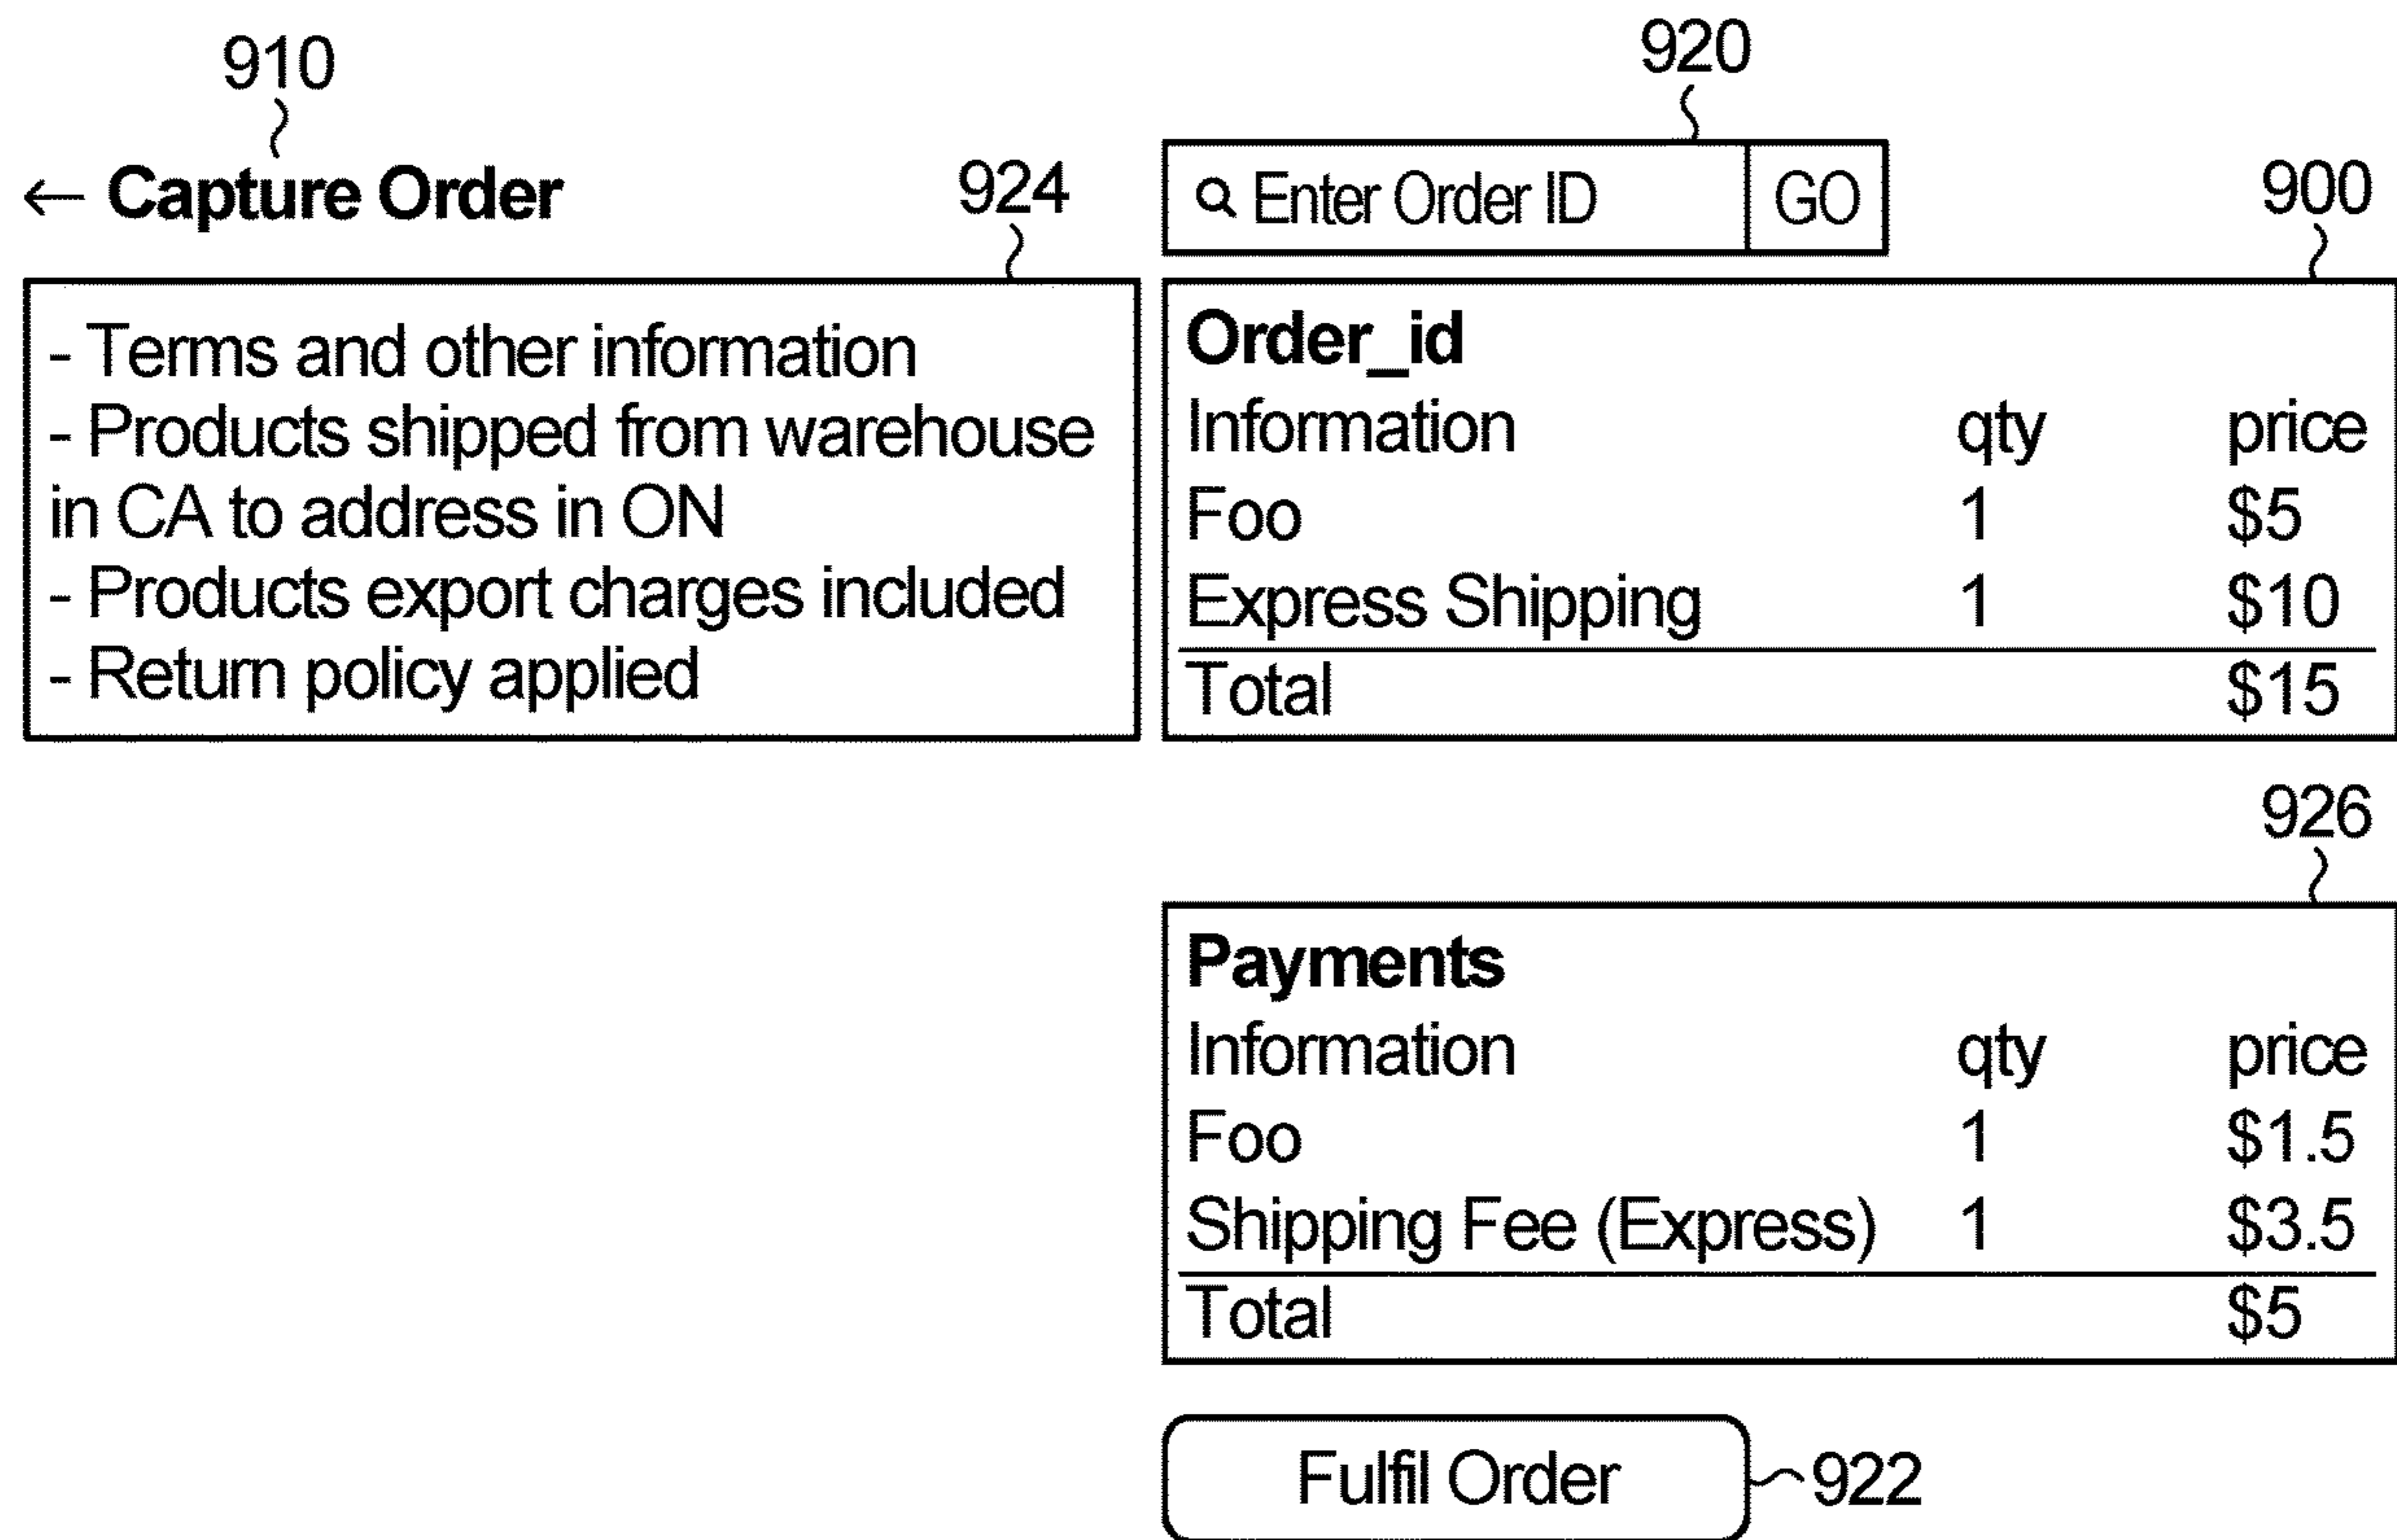 910
920
← Capture Order
924
Enter Order ID GO
900
- Terms and other information
- Products shipped from warehouse
in CA to address in ON
- Products export charges included
- Return policy applied
Order_id
Information qty price
Foo 1 $5
Express Shipping 1 $10
Total $15
926
Payments
Information qty price
Foo 1 $1.5
Shipping Fee (Express) 1 $3.5
Total $5
Fulfil Order 922